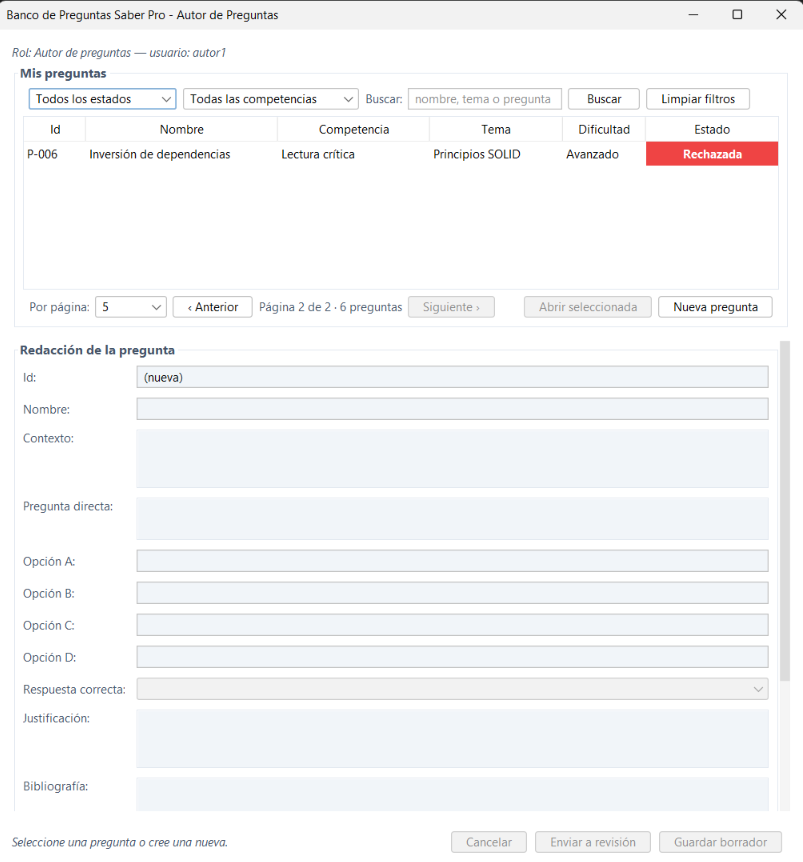 Banco de Preguntas Saber Pro - Autor de Preguntas
Rol: Autor de preguntas — usuario: autor1
Mis preguntas
Todos los estados Todas las competencias Buscar: nombre, tema o pregunta Buscar Limpiar filtros
Id Nombre Competencia Tema Dificultad Estado
P-006 Inversión de dependencias Lectura crítica Principios SOLID Avanzado Rechazada
Por página: 5 ‹ Anterior Página 2 de 2 · 6 preguntas Siguiente › Abrir seleccionada Nueva pregunta
Redacción de la pregunta
Id: (nueva)
Nombre:
Contexto:
Pregunta directa:
Opción A:
Opción B:
Opción C:
Opción D:
Respuesta correcta:
Justificación:
Bibliografía:
Seleccione una pregunta o cree una nueva. Cancelar Enviar a revisión Guardar borrador